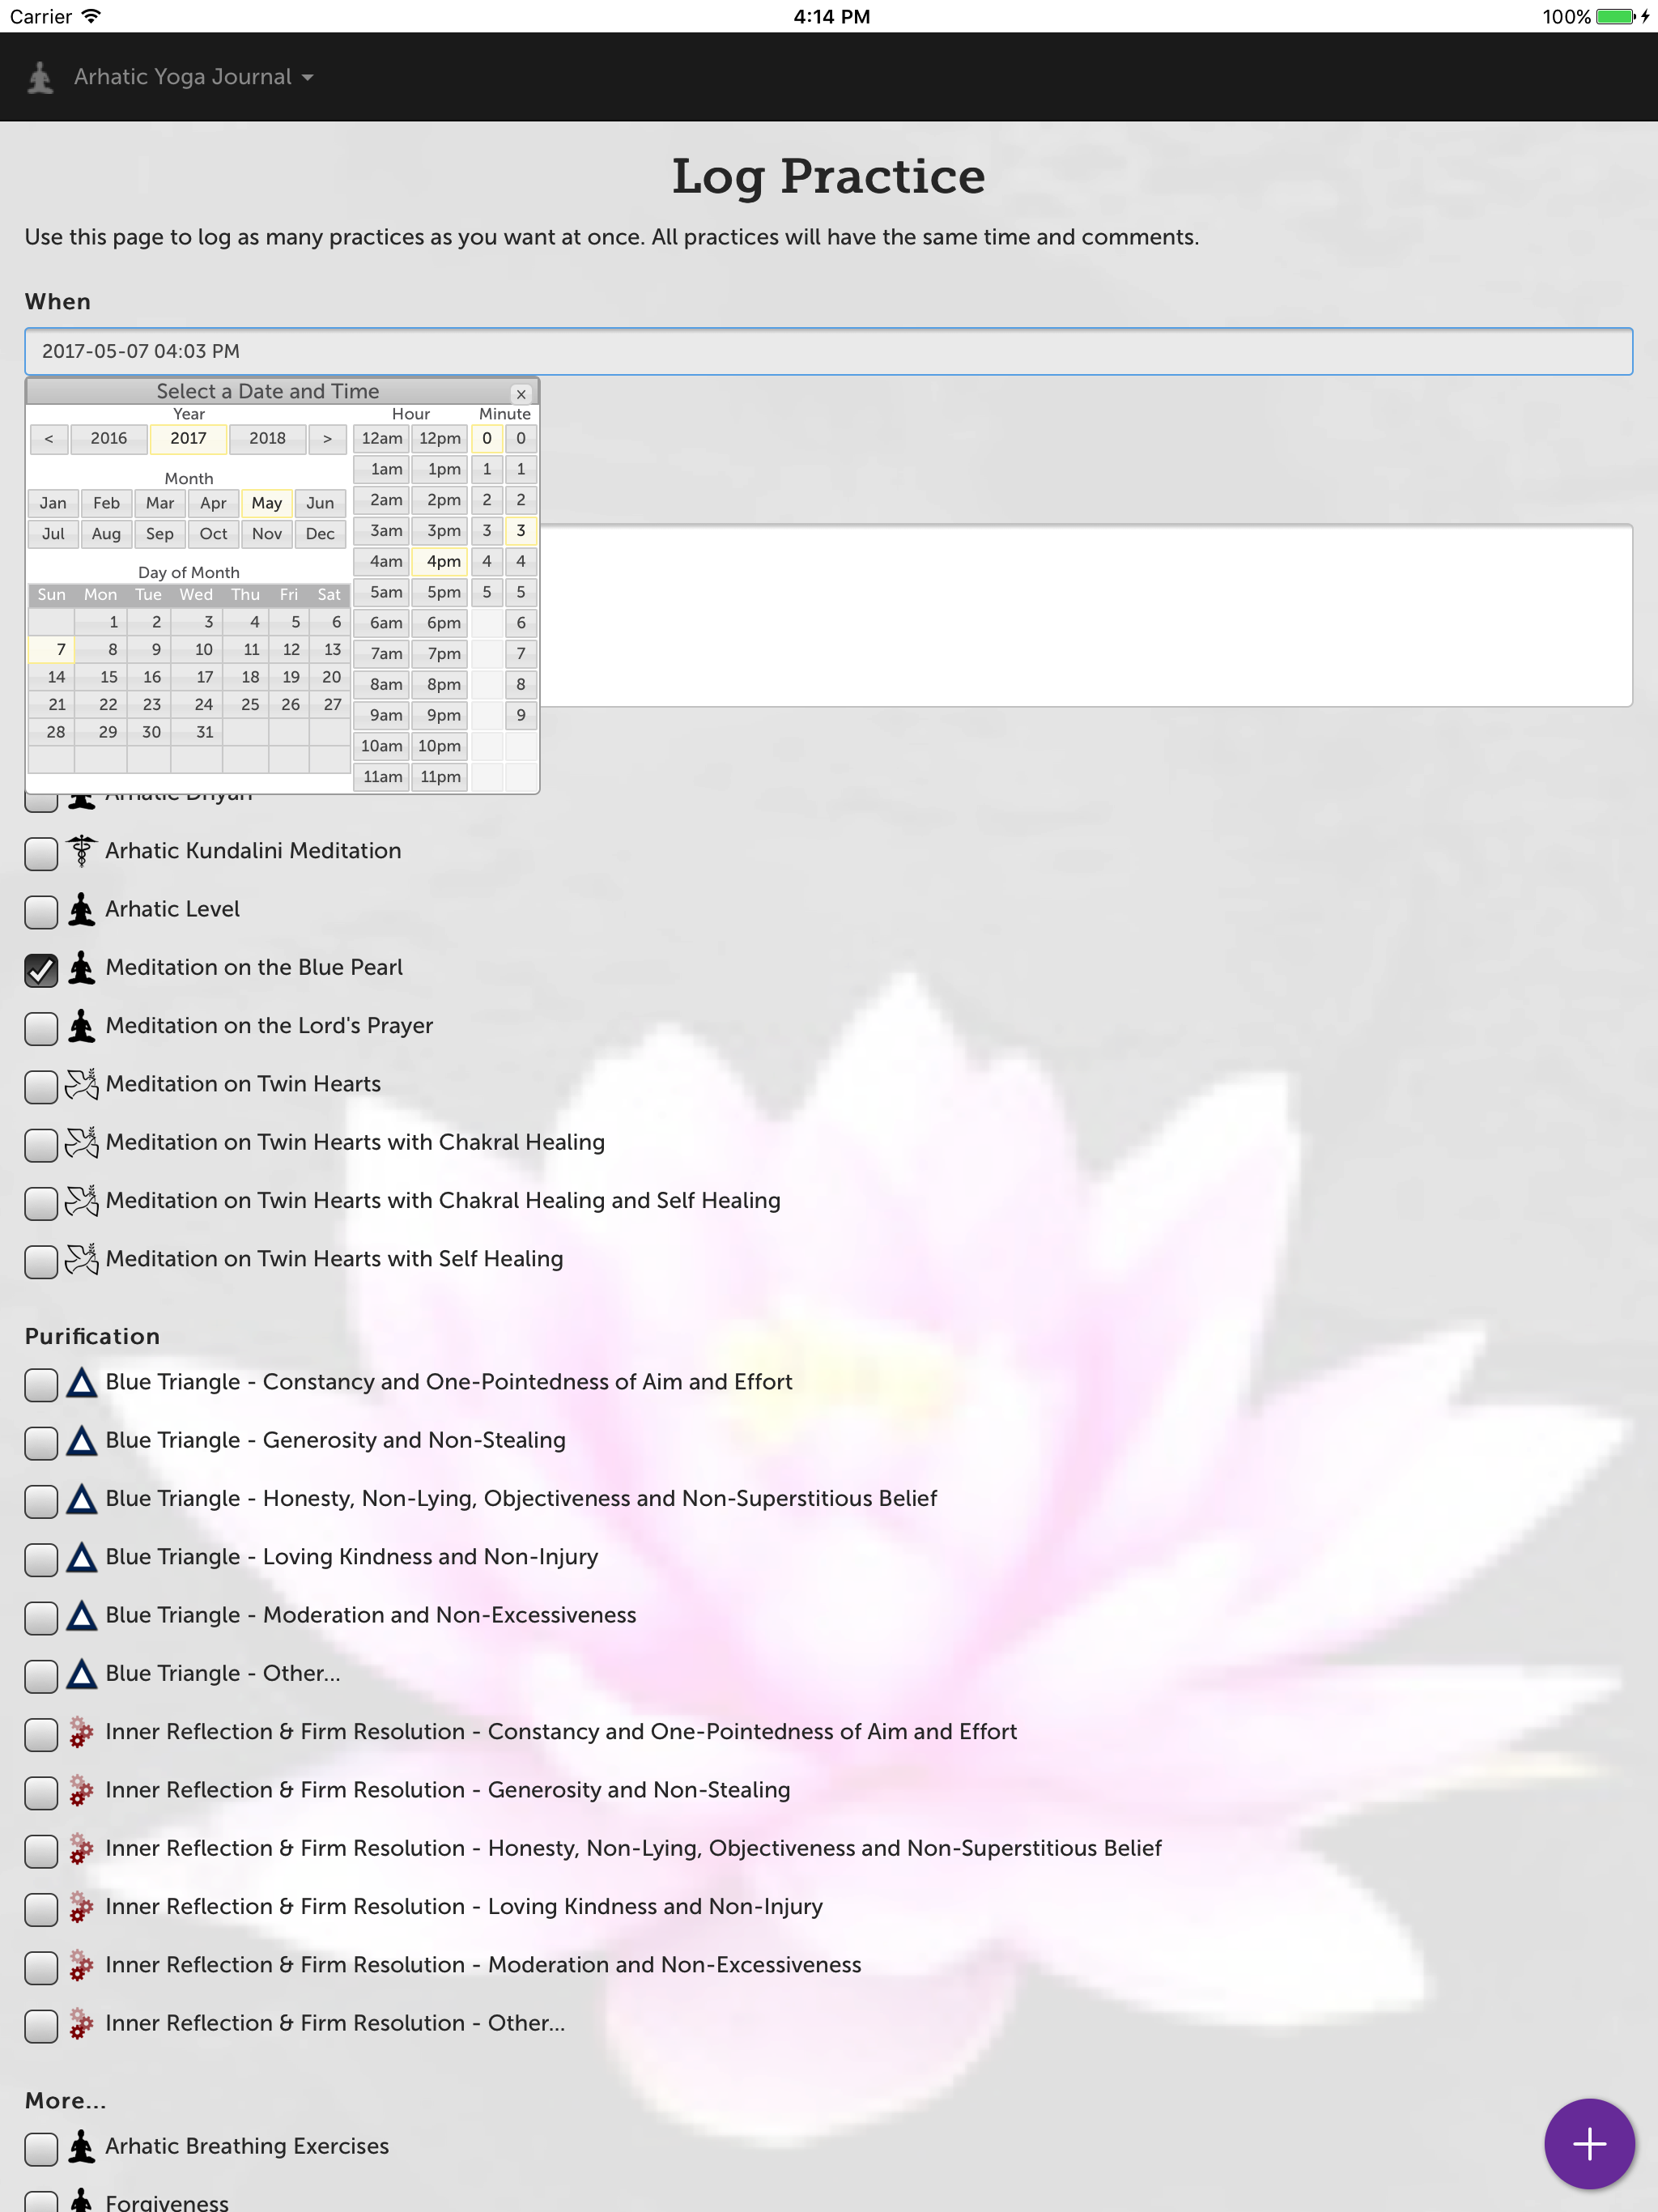 Carrier 4:14 PM 100%
Arhatic Yoga Journal
Log Practice
Use this page to log as many practices as you want at once. All practices will have the same time and comments.
When
2017-05-07 04:03 PM
Select a Date and Time x
Year Hour Minute
< 2016 2017 2018 > 12am 12pm 0 0
1am 1pm 1 1
Month
2am 2pm 2 2
Jan Feb Mar Apr May Jun
3am 3pm 3 3
Jul Aug Sep Oct Nov Dec
4am 4pm 4 4
Day of Month
5am 5pm 5 5
Sun Mon Tue Wed Thu Fri Sat
1 2 3 4 5 6
6am 6pm 6
7 8 9 10 11 12 13
7am 7pm 7
14 15 16 17 18 19 20
8am 8pm 8
21 22 23 24 25 26 27
9am 9pm 9
28 29 30 31
10am 10pm
11am 11pm
Arhatic Dhyan
Arhatic Kundalini Meditation
Arhatic Level
Meditation on the Blue Pearl
Meditation on the Lord's Prayer
Meditation on Twin Hearts
Meditation on Twin Hearts with Chakral Healing
Meditation on Twin Hearts with Chakral Healing and Self Healing
Meditation on Twin Hearts with Self Healing
Purification
Blue Triangle - Constancy and One-Pointedness of Aim and Effort
Blue Triangle - Generosity and Non-Stealing
Blue Triangle - Honesty, Non-Lying, Objectiveness and Non-Superstitious Belief
Blue Triangle - Loving Kindness and Non-Injury
Blue Triangle - Moderation and Non-Excessiveness
Blue Triangle - Other...
Inner Reflection & Firm Resolution - Constancy and One-Pointedness of Aim and Effort
Inner Reflection & Firm Resolution - Generosity and Non-Stealing
Inner Reflection & Firm Resolution - Honesty, Non-Lying, Objectiveness and Non-Superstitious Belief
Inner Reflection & Firm Resolution - Loving Kindness and Non-Injury
Inner Reflection & Firm Resolution - Moderation and Non-Excessiveness
Inner Reflection & Firm Resolution - Other...
More...
Arhatic Breathing Exercises
Forgiveness